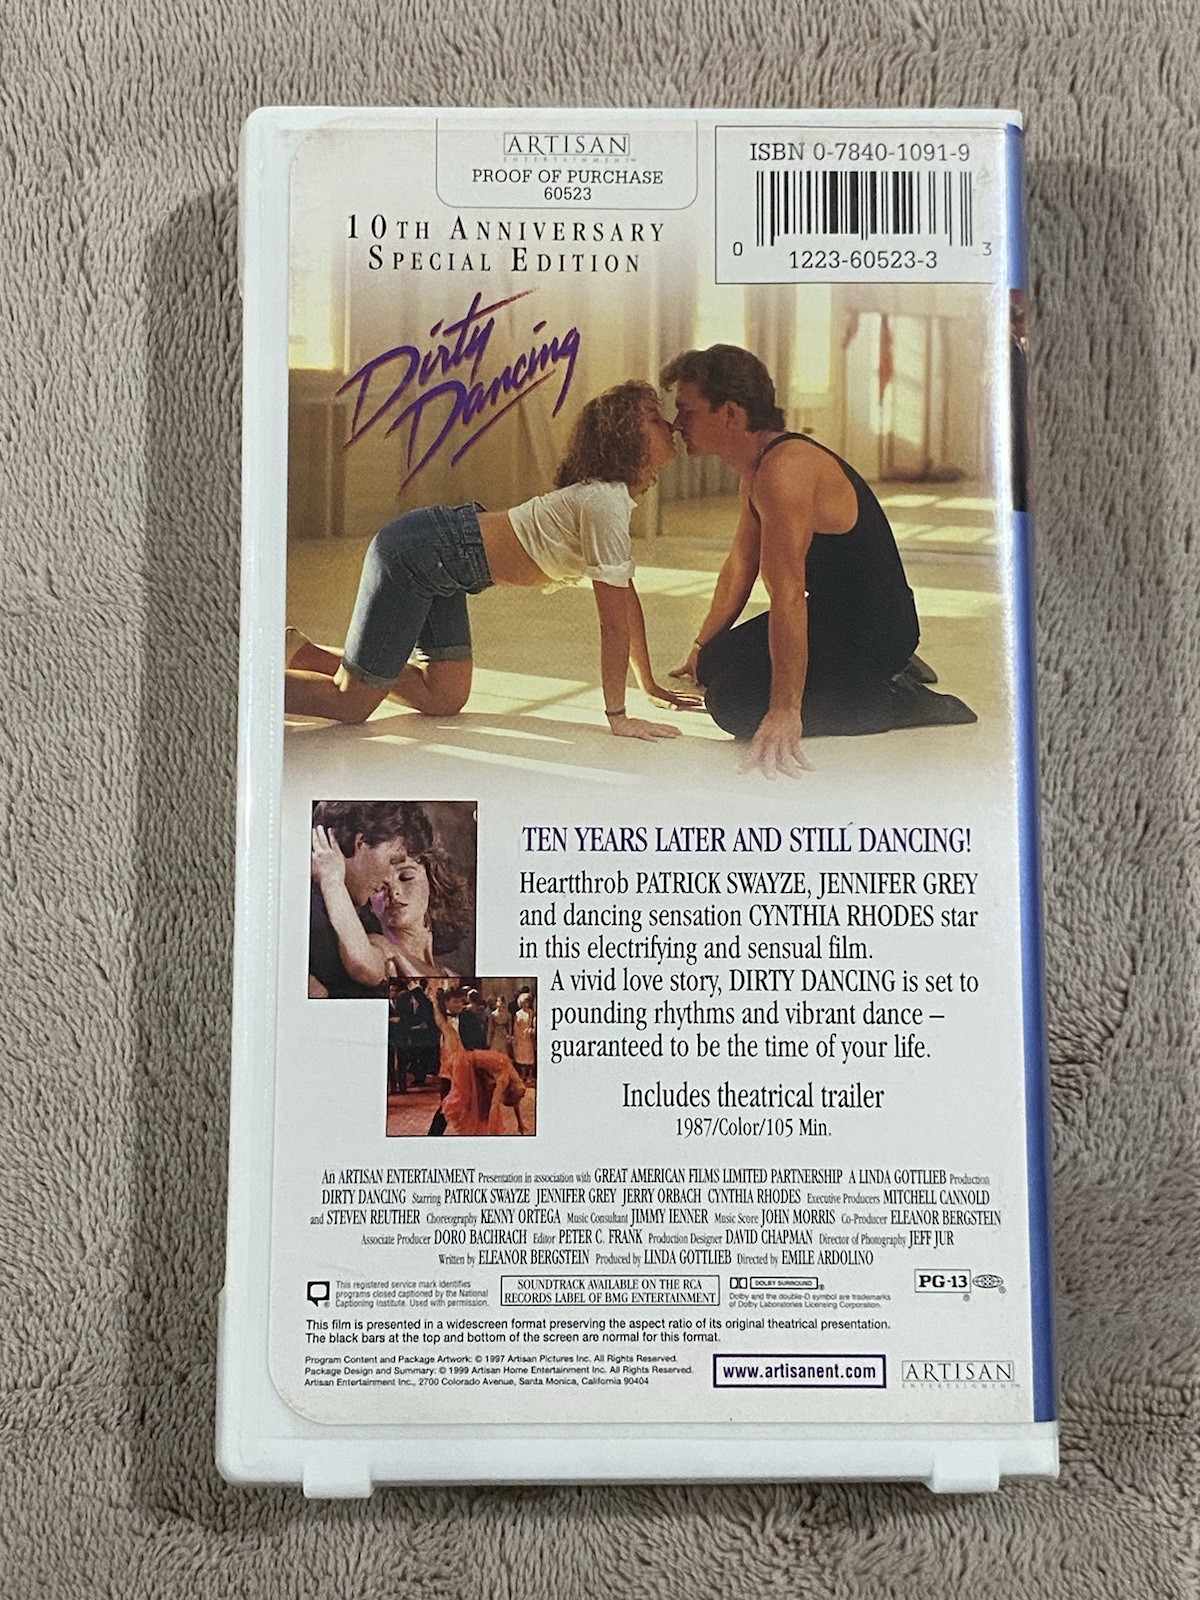 ARTISAN
ENTERTAINMENT™
PROOF OF PURCHASE
60523
ISBN 0-7840-1091-9
0 1223-60523-3 3
10TH ANNIVERSARY
SPECIAL EDITION
Dirty
Dancing
TEN YEARS LATER AND STILL DANCING!
Heartthrob PATRICK SWAYZE, JENNIFER GREY
and dancing sensation CYNTHIA RHODES star
in this electrifying and sensual film.
A vivid love story, DIRTY DANCING is set to
pounding rhythms and vibrant dance –
guaranteed to be the time of your life.
Includes theatrical trailer
1987/Color/105 Min.
An ARTISAN ENTERTAINMENT Presentation in association with GREAT AMERICAN FILMS LIMITED PARTNERSHIP A LINDA GOTTLIEB Production
DIRTY DANCING Starring PATRICK SWAYZE JENNIFER GREY JERRY ORBACH CYNTHIA RHODES Executive Producers MITCHELL CANNOLD
and STEVEN REUTHER Choreography KENNY ORTEGA Music Consultant JIMMY IENNER Music Score JOHN MORRIS Co-Producer ELEANOR BERGSTEIN
Associate Producer DORO BACHRACH Editor PETER C. FRANK Production Designer DAVID CHAPMAN Director of Photography JEFF JUR
Written by ELEANOR BERGSTEIN Produced by LINDA GOTTLIEB Directed by EMILE ARDOLINO
This registered service mark identifies
programs closed captioned by the National
Captioning Institute. Used with permission.
SOUNDTRACK AVAILABLE ON THE RCA
RECORDS LABEL OF BMG ENTERTAINMENT
DOLBY SURROUND ®
Dolby and the double-D symbol are trademarks
of Dolby Laboratories Licensing Corporation.
PG-13 ®
This film is presented in a widescreen format preserving the aspect ratio of its original theatrical presentation.
The black bars at the top and bottom of the screen are normal for this format.
Program Content and Package Artwork: © 1997 Artisan Pictures Inc. All Rights Reserved.
Package Design and Summary: © 1999 Artisan Home Entertainment Inc. All Rights Reserved.
Artisan Entertainment Inc., 2700 Colorado Avenue, Santa Monica, California 90404
www.artisanent.com
ARTISAN
ENTERTAINMENT™